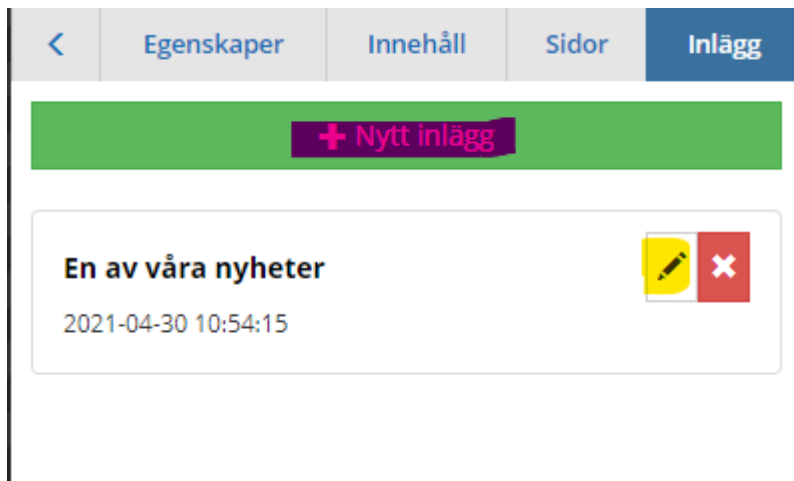 Egenskaper Innehåll Sidor Inlägg
Nytt inlägg
En av våra nyheter
2021-04-30 10:54:15